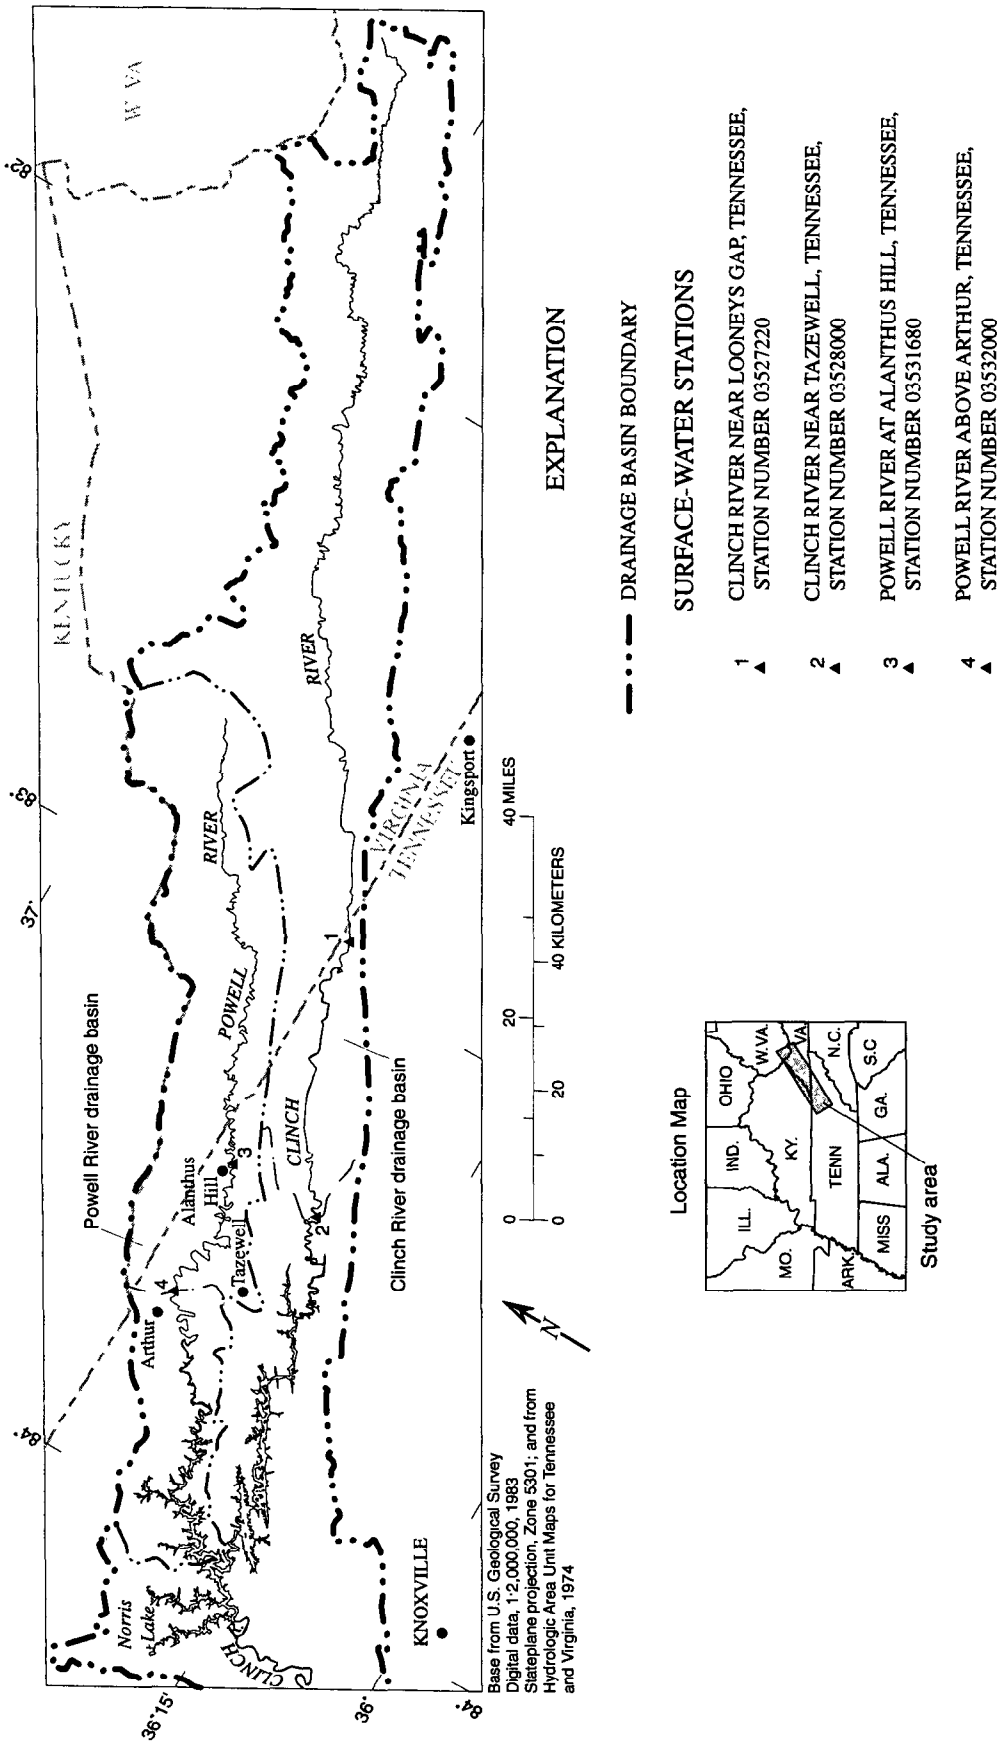 84°
37°
83°
82°
KENTUCKY
W VA
Powell River drainage basin
Arthur
4
Alanthus
Hill
3
POWELL
RIVER
Tazewell
Norris
Lake
CLINCH
2
CLINCH
1
RIVER
VIRGINIA
TENNESSEE
Clinch River drainage basin
KNOXVILLE
Kingsport
36°15'
36°
84°
Base from U.S. Geological Survey
Digital data, 1:2,000,000, 1983
Stateplane projection, Zone 5301; and from
Hydrologic Area Unit Maps for Tennessee
and Virginia, 1974
N
0 20 40 MILES
0 20 40 KILOMETERS
EXPLANATION
DRAINAGE BASIN BOUNDARY
SURFACE-WATER STATIONS
1 CLINCH RIVER NEAR LOONEYS GAP, TENNESSEE,
STATION NUMBER 03527220
2 CLINCH RIVER NEAR TAZEWELL, TENNESSEE,
STATION NUMBER 03528000
3 POWELL RIVER AT ALANTHUS HILL, TENNESSEE,
STATION NUMBER 03531680
4 POWELL RIVER ABOVE ARTHUR, TENNESSEE,
STATION NUMBER 03532000
Location Map
ILL.
IND.
OHIO
W.VA.
VA
MO.
KY.
ARK.
TENN
N.C.
MISS
ALA.
GA.
S.C
Study area